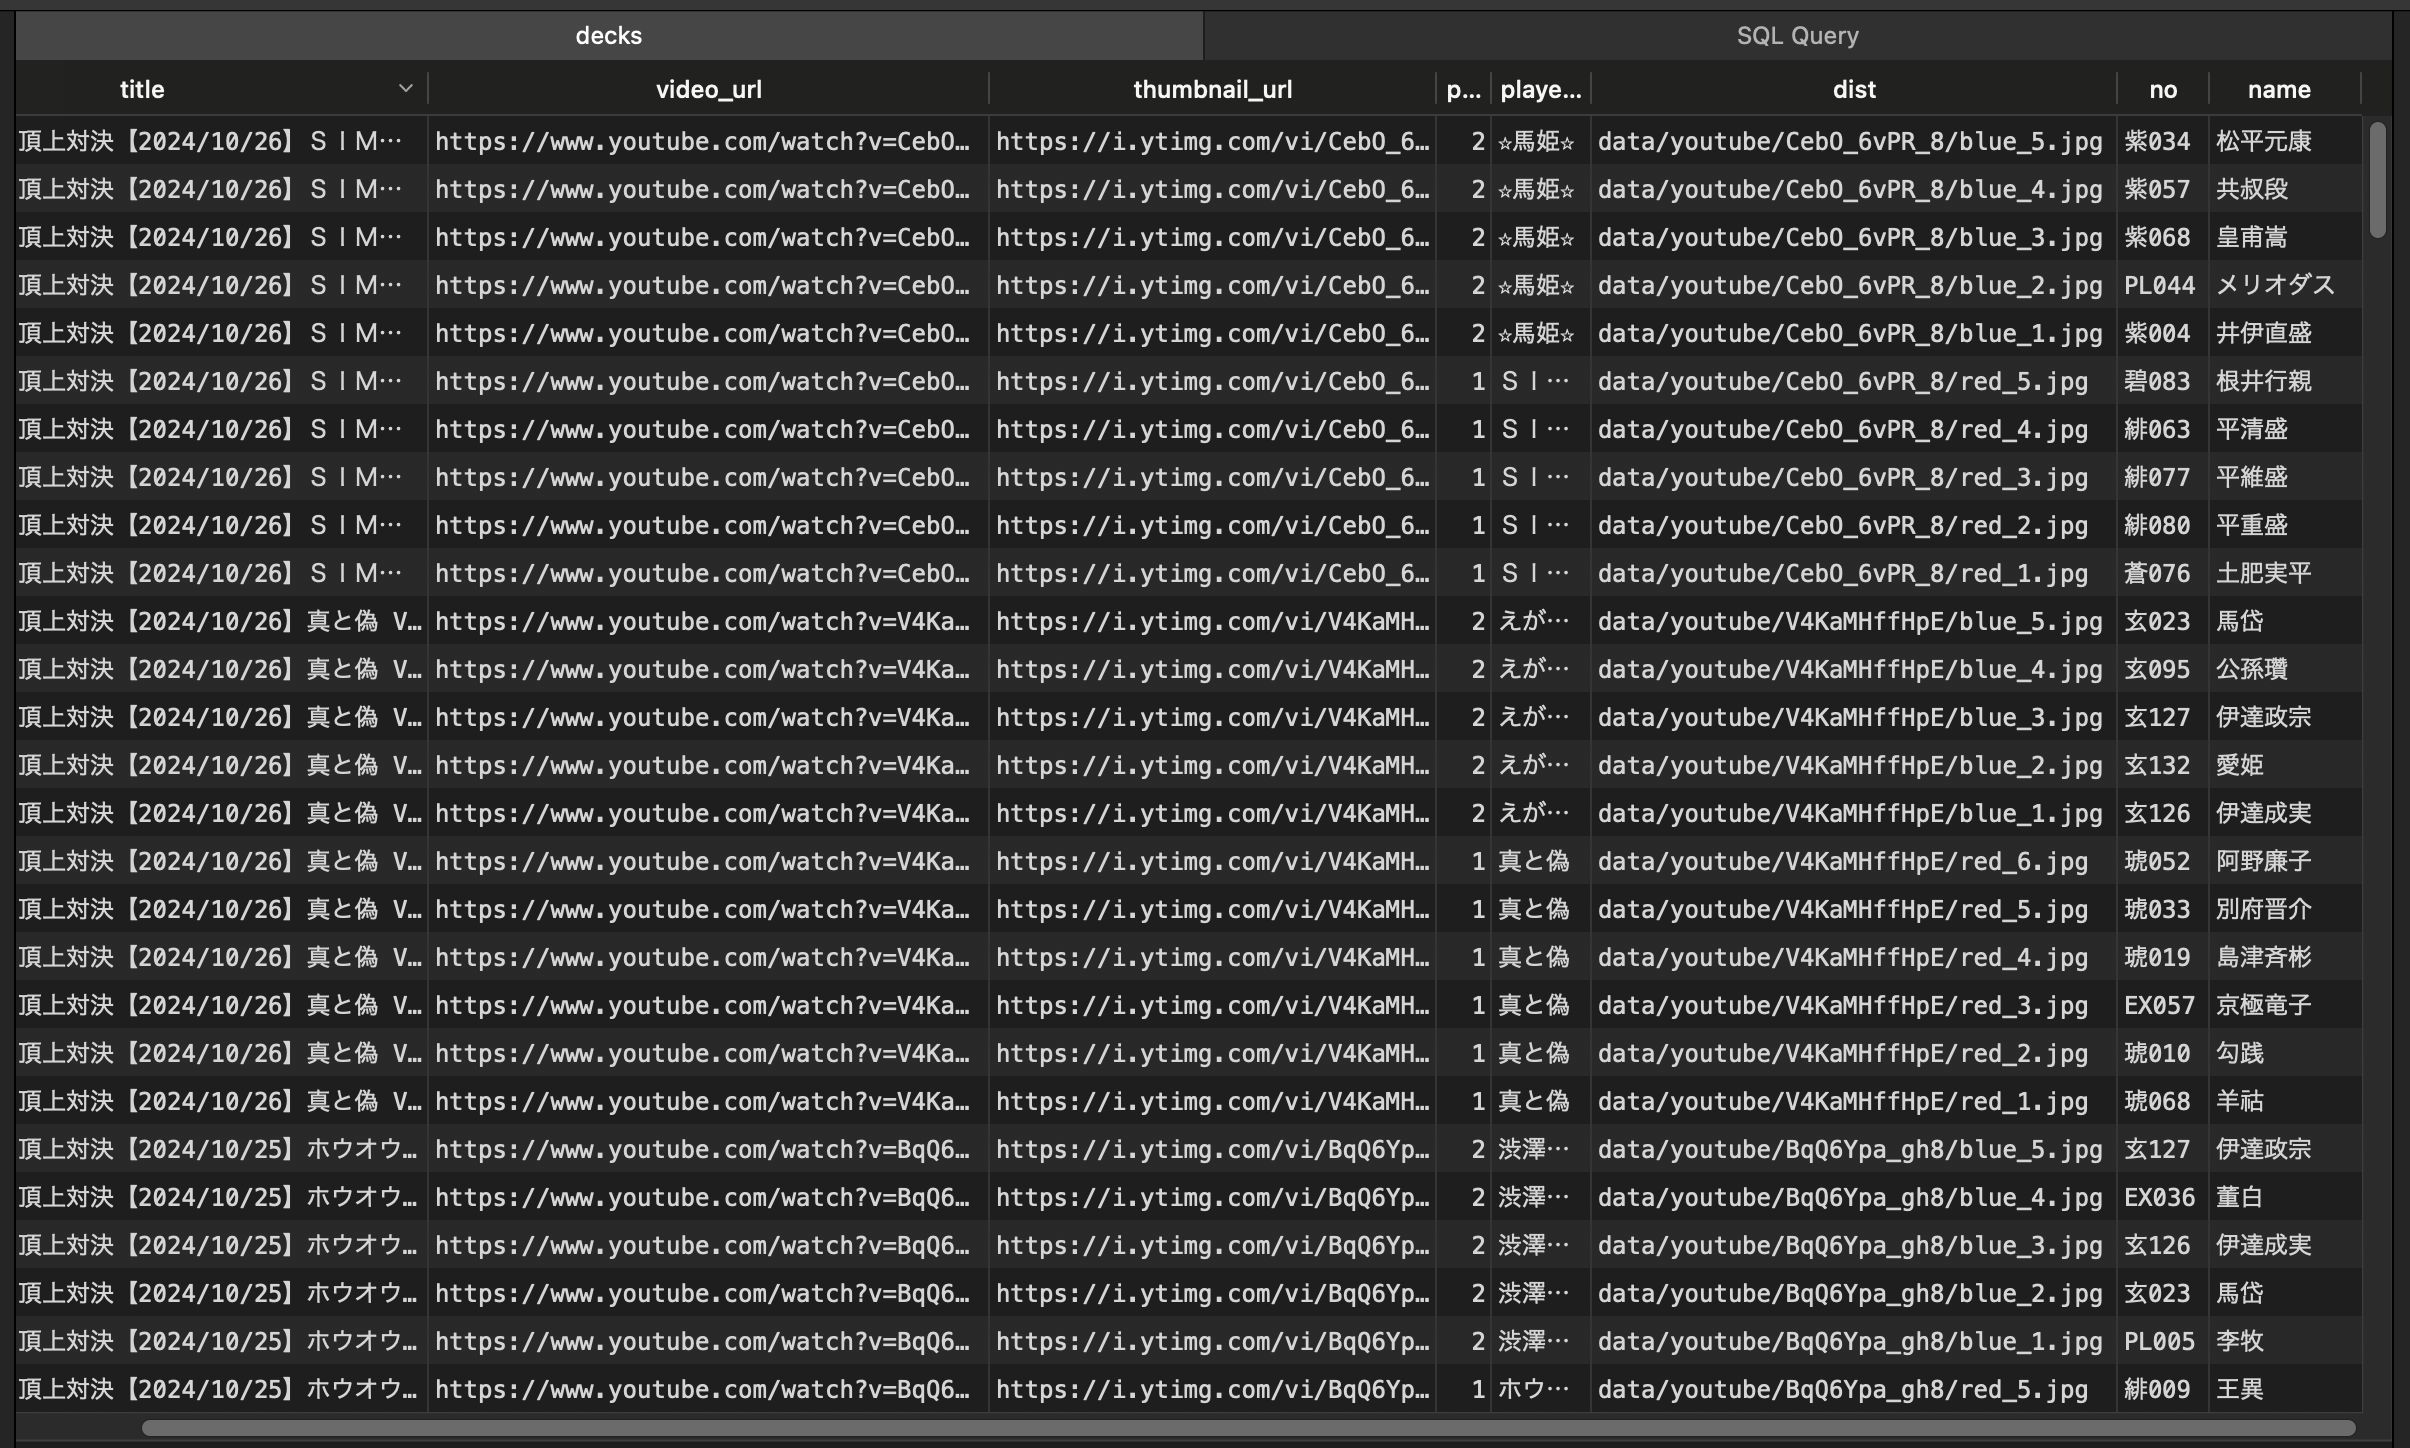 decks SQL Query
title video_url thumbnail_url p... playe... dist no name
頂上対決【2024/10/26】ＳＩＭ… https://www.youtube.com/watch?v=CebO… https://i.ytimg.com/vi/CebO_6… 2 ☆馬姫☆ data/youtube/CebO_6vPR_8/blue_5.jpg 紫034 松平元康
頂上対決【2024/10/26】ＳＩＭ… https://www.youtube.com/watch?v=CebO… https://i.ytimg.com/vi/CebO_6… 2 ☆馬姫☆ data/youtube/CebO_6vPR_8/blue_4.jpg 紫057 共叔段
頂上対決【2024/10/26】ＳＩＭ… https://www.youtube.com/watch?v=CebO… https://i.ytimg.com/vi/CebO_6… 2 ☆馬姫☆ data/youtube/CebO_6vPR_8/blue_3.jpg 紫068 皇甫嵩
頂上対決【2024/10/26】ＳＩＭ… https://www.youtube.com/watch?v=CebO… https://i.ytimg.com/vi/CebO_6… 2 ☆馬姫☆ data/youtube/CebO_6vPR_8/blue_2.jpg PL044 メリオダス
頂上対決【2024/10/26】ＳＩＭ… https://www.youtube.com/watch?v=CebO… https://i.ytimg.com/vi/CebO_6… 2 ☆馬姫☆ data/youtube/CebO_6vPR_8/blue_1.jpg 紫004 井伊直盛
頂上対決【2024/10/26】ＳＩＭ… https://www.youtube.com/watch?v=CebO… https://i.ytimg.com/vi/CebO_6… 1 ＳＩ… data/youtube/CebO_6vPR_8/red_5.jpg 碧083 根井行親
頂上対決【2024/10/26】ＳＩＭ… https://www.youtube.com/watch?v=CebO… https://i.ytimg.com/vi/CebO_6… 1 ＳＩ… data/youtube/CebO_6vPR_8/red_4.jpg 緋063 平清盛
頂上対決【2024/10/26】ＳＩＭ… https://www.youtube.com/watch?v=CebO… https://i.ytimg.com/vi/CebO_6… 1 ＳＩ… data/youtube/CebO_6vPR_8/red_3.jpg 緋077 平維盛
頂上対決【2024/10/26】ＳＩＭ… https://www.youtube.com/watch?v=CebO… https://i.ytimg.com/vi/CebO_6… 1 ＳＩ… data/youtube/CebO_6vPR_8/red_2.jpg 緋080 平重盛
頂上対決【2024/10/26】ＳＩＭ… https://www.youtube.com/watch?v=CebO… https://i.ytimg.com/vi/CebO_6… 1 ＳＩ… data/youtube/CebO_6vPR_8/red_1.jpg 蒼076 土肥実平
頂上対決【2024/10/26】真と偽 V… https://www.youtube.com/watch?v=V4Ka… https://i.ytimg.com/vi/V4KaMH… 2 えが… data/youtube/V4KaMHffHpE/blue_5.jpg 玄023 馬岱
頂上対決【2024/10/26】真と偽 V… https://www.youtube.com/watch?v=V4Ka… https://i.ytimg.com/vi/V4KaMH… 2 えが… data/youtube/V4KaMHffHpE/blue_4.jpg 玄095 公孫瓚
頂上対決【2024/10/26】真と偽 V… https://www.youtube.com/watch?v=V4Ka… https://i.ytimg.com/vi/V4KaMH… 2 えが… data/youtube/V4KaMHffHpE/blue_3.jpg 玄127 伊達政宗
頂上対決【2024/10/26】真と偽 V… https://www.youtube.com/watch?v=V4Ka… https://i.ytimg.com/vi/V4KaMH… 2 えが… data/youtube/V4KaMHffHpE/blue_2.jpg 玄132 愛姫
頂上対決【2024/10/26】真と偽 V… https://www.youtube.com/watch?v=V4Ka… https://i.ytimg.com/vi/V4KaMH… 2 えが… data/youtube/V4KaMHffHpE/blue_1.jpg 玄126 伊達成実
頂上対決【2024/10/26】真と偽 V… https://www.youtube.com/watch?v=V4Ka… https://i.ytimg.com/vi/V4KaMH… 1 真と偽 data/youtube/V4KaMHffHpE/red_6.jpg 琥052 阿野廉子
頂上対決【2024/10/26】真と偽 V… https://www.youtube.com/watch?v=V4Ka… https://i.ytimg.com/vi/V4KaMH… 1 真と偽 data/youtube/V4KaMHffHpE/red_5.jpg 琥033 別府晋介
頂上対決【2024/10/26】真と偽 V… https://www.youtube.com/watch?v=V4Ka… https://i.ytimg.com/vi/V4KaMH… 1 真と偽 data/youtube/V4KaMHffHpE/red_4.jpg 琥019 島津斉彬
頂上対決【2024/10/26】真と偽 V… https://www.youtube.com/watch?v=V4Ka… https://i.ytimg.com/vi/V4KaMH… 1 真と偽 data/youtube/V4KaMHffHpE/red_3.jpg EX057 京極竜子
頂上対決【2024/10/26】真と偽 V… https://www.youtube.com/watch?v=V4Ka… https://i.ytimg.com/vi/V4KaMH… 1 真と偽 data/youtube/V4KaMHffHpE/red_2.jpg 琥010 勾践
頂上対決【2024/10/26】真と偽 V… https://www.youtube.com/watch?v=V4Ka… https://i.ytimg.com/vi/V4KaMH… 1 真と偽 data/youtube/V4KaMHffHpE/red_1.jpg 琥068 羊祜
頂上対決【2024/10/25】ホウオウ… https://www.youtube.com/watch?v=BqQ6… https://i.ytimg.com/vi/BqQ6Yp… 2 渋澤… data/youtube/BqQ6Ypa_gh8/blue_5.jpg 玄127 伊達政宗
頂上対決【2024/10/25】ホウオウ… https://www.youtube.com/watch?v=BqQ6… https://i.ytimg.com/vi/BqQ6Yp… 2 渋澤… data/youtube/BqQ6Ypa_gh8/blue_4.jpg EX036 董白
頂上対決【2024/10/25】ホウオウ… https://www.youtube.com/watch?v=BqQ6… https://i.ytimg.com/vi/BqQ6Yp… 2 渋澤… data/youtube/BqQ6Ypa_gh8/blue_3.jpg 玄126 伊達成実
頂上対決【2024/10/25】ホウオウ… https://www.youtube.com/watch?v=BqQ6… https://i.ytimg.com/vi/BqQ6Yp… 2 渋澤… data/youtube/BqQ6Ypa_gh8/blue_2.jpg 玄023 馬岱
頂上対決【2024/10/25】ホウオウ… https://www.youtube.com/watch?v=BqQ6… https://i.ytimg.com/vi/BqQ6Yp… 2 渋澤… data/youtube/BqQ6Ypa_gh8/blue_1.jpg PL005 李牧
頂上対決【2024/10/25】ホウオウ… https://www.youtube.com/watch?v=BqQ6… https://i.ytimg.com/vi/BqQ6Yp… 1 ホウ… data/youtube/BqQ6Ypa_gh8/red_5.jpg 緋009 王異